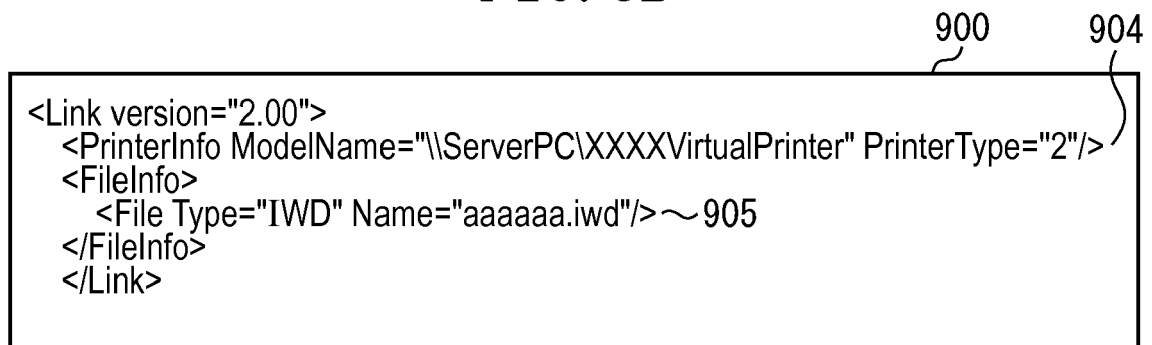 900 904
<Link version="2.00">
<PrinterInfo ModelName="\\ServerPC\XXXXVirtualPrinter" PrinterType="2"/>
<FileInfo>
<File Type="IWD" Name="aaaaaa.iwd"/>～905
</FileInfo>
</Link>